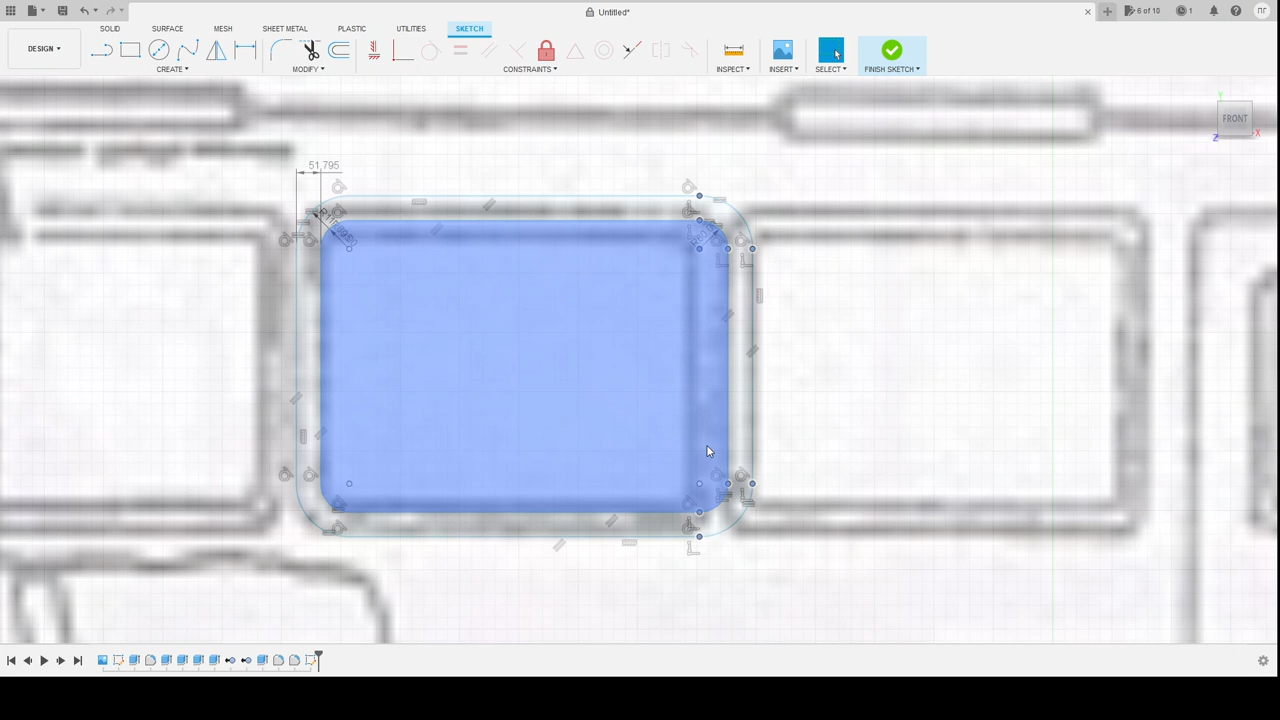 Untitled*
6 of 10
1
ПГ
SOLID
SURFACE
MESH
SHEET METAL
PLASTIC
UTILITIES
SKETCH
DESIGN
CREATE
MODIFY
CONSTRAINTS
INSPECT
INSERT
SELECT
FINISH SKETCH
Y
FRONT
X
Z
51,795